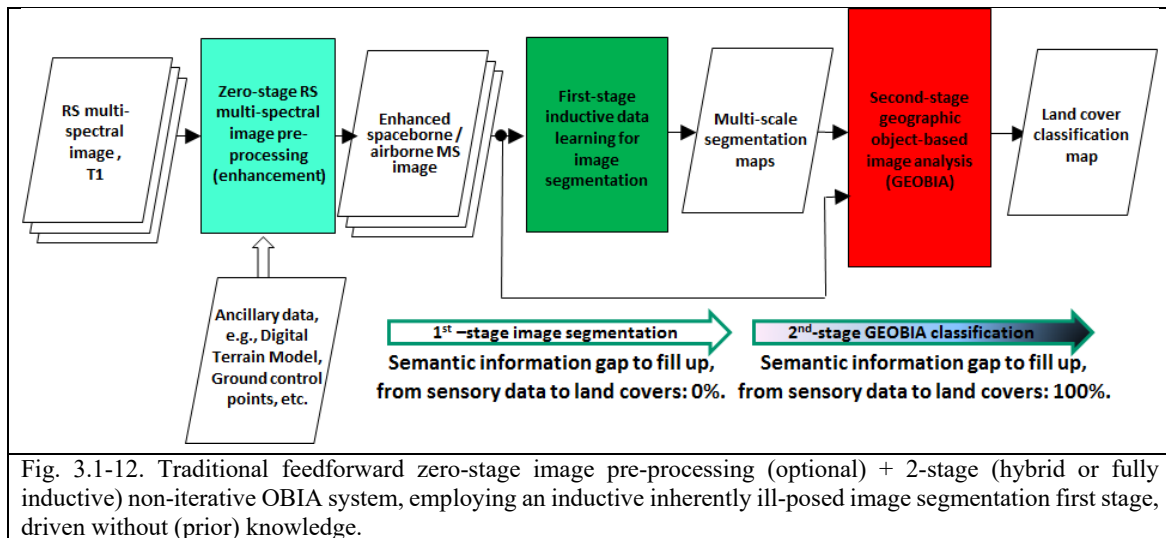 RS multi-
spectral
image ,
T1
Zero-stage RS
multi-spectral
image pre-
processing
(enhancement)
Enhanced
spaceborne /
airborne MS
image
First-stage
inductive data
learning for
image
segmentation
Multi-scale
segmentation
maps
Second-stage
geographic
object-based
image analysis
(GEOBIA)
Land cover
classification
map
Ancillary data,
e.g., Digital
Terrain Model,
Ground control
points, etc.
1st –stage image segmentation
Semantic information gap to fill up,
from sensory data to land covers: 0%.
2nd-stage GEOBIA classification
Semantic information gap to fill up,
from sensory data to land covers: 100%.
Fig. 3.1-12. Traditional feedforward zero-stage image pre-processing (optional) + 2-stage (hybrid or fully
inductive) non-iterative OBIA system, employing an inductive inherently ill-posed image segmentation first stage,
driven without (prior) knowledge.